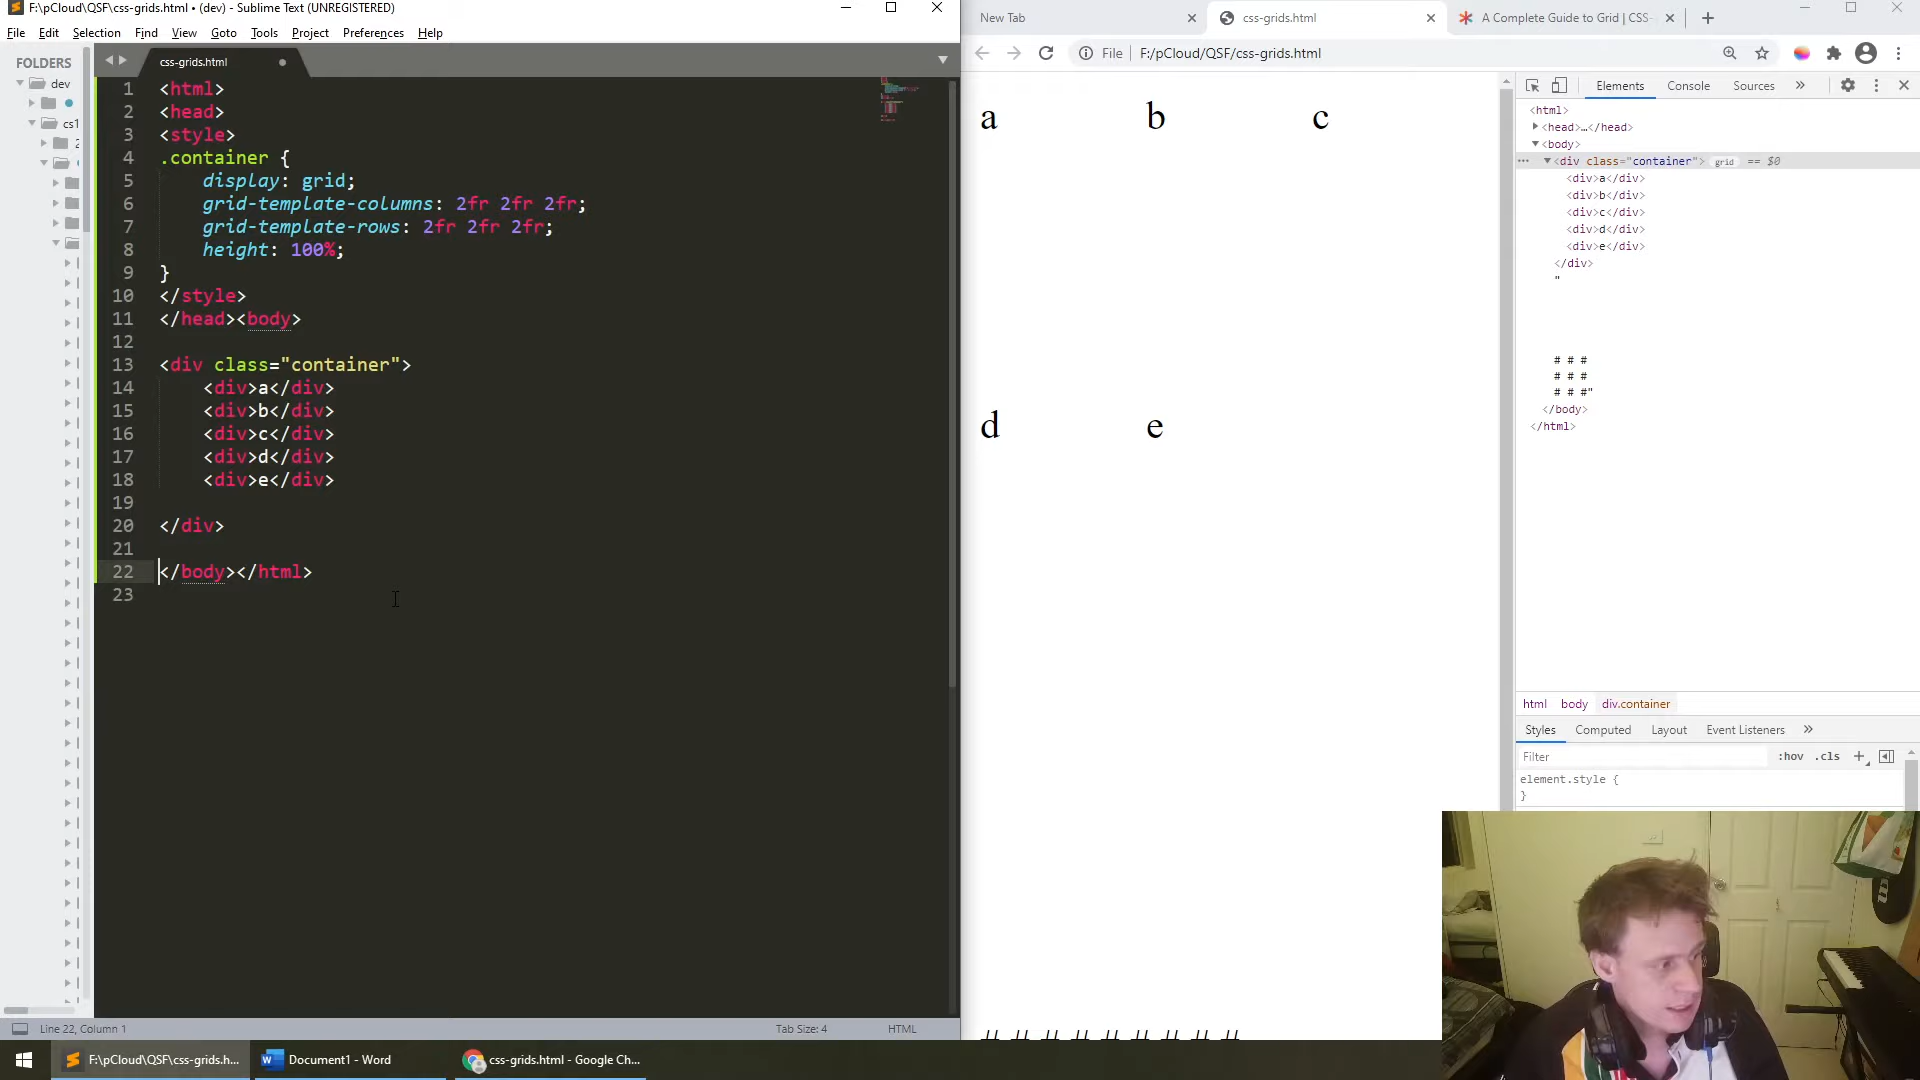 F:\pCloud\QSF\css-grids.html • (dev) - Sublime Text (UNREGISTERED)
File Edit Selection Find View Goto Tools Project Preferences Help
FOLDERS
dev
cs1
css-grids.html
1 <html>
2 <head>
3 <style>
4 .container {
5 display: grid;
6 grid-template-columns: 2fr 2fr 2fr;
7 grid-template-rows: 2fr 2fr 2fr;
8 height: 100%;
9 }
10 </style>
11 </head><body>
12
13 <div class="container">
14 <div>a</div>
15 <div>b</div>
16 <div>c</div>
17 <div>d</div>
18 <div>e</div>
19
20 </div>
21
22 </body></html>
23
Line 22, Column 1
Tab Size: 4
HTML
New Tab
css-grids.html
A Complete Guide to Grid | CSS-
File F:/pCloud/QSF/css-grids.html
a b c
d e
# # # # # # # # #
Elements Console Sources »
<html>
<head>…</head>
<body>
<div class="container"> grid == $0
<div>a</div>
<div>b</div>
<div>c</div>
<div>d</div>
<div>e</div>
</div>
"
# # #
# # #
# # #"
</body>
</html>
html body div.container
Styles Computed Layout Event Listeners »
Filter
:hov .cls +
element.style {
}
F:\pCloud\QSF\css-grids.h...
Document1 - Word
css-grids.html - Google Ch...